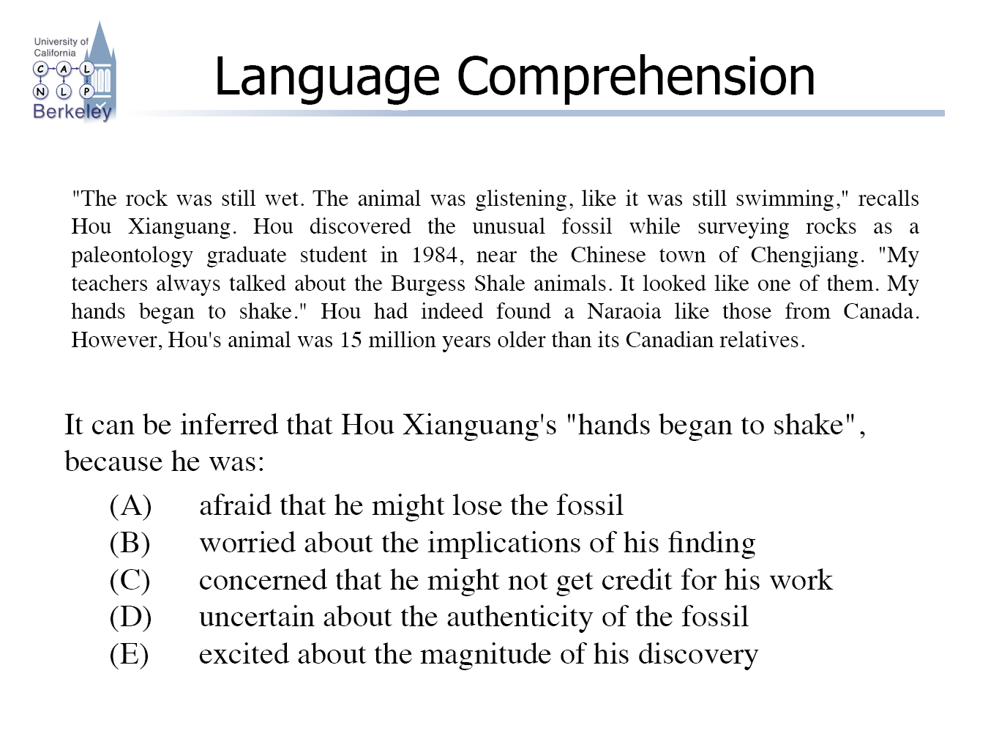 University of
California
C A L
N L P
Berkeley
Language Comprehension
"The rock was still wet. The animal was glistening, like it was still swimming," recalls
Hou Xianguang. Hou discovered the unusual fossil while surveying rocks as a
paleontology graduate student in 1984, near the Chinese town of Chengjiang. "My
teachers always talked about the Burgess Shale animals. It looked like one of them. My
hands began to shake." Hou had indeed found a Naraoia like those from Canada.
However, Hou's animal was 15 million years older than its Canadian relatives.
It can be inferred that Hou Xianguang's "hands began to shake",
because he was:
(A) afraid that he might lose the fossil
(B) worried about the implications of his finding
(C) concerned that he might not get credit for his work
(D) uncertain about the authenticity of the fossil
(E) excited about the magnitude of his discovery